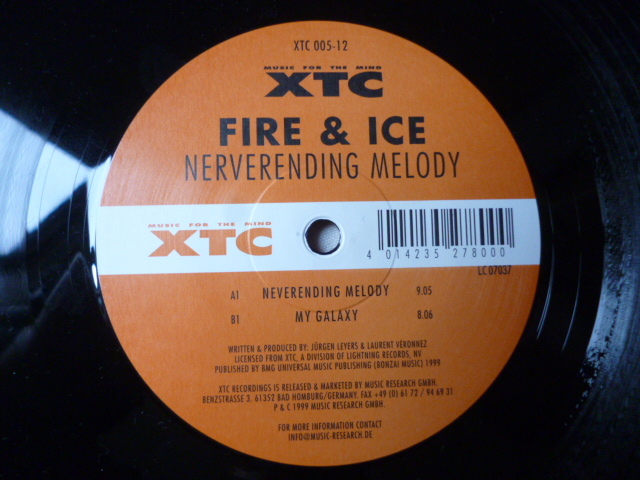 XTC 005-12
MUSIC FOR THE MIND
XTC
FIRE & ICE
NERVERENDING MELODY
MUSIC FOR THE MIND
XTC
4 014235 278000
LC 07037
A1 NEVERENDING MELODY 9.05
B1 MY GALAXY 8.06
WRITTEN & PRODUCED BY: JÜRGEN LEYERS & LAURENT VÉRONNEZ
LICENSED FROM XTC, A DIVISION OF LIGHTNING RECORDS, NV
PUBLISHED BY BMG UNIVERSAL MUSIC PUBLISHING (BONZAI MUSIC) 1999
XTC RECORDINGS IS RELEASED & MARKETED BY MUSIC RESEARCH GMBH.
BENZSTRASSE 3. 61352 BAD HOMBURG/GERMANY. FAX +49 (0) 61 72 / 94 69 31
P & C 1999 MUSIC RESEARCH GMBH.
FOR MORE INFORMATION CONTACT
INFO@MUSIC-RESEARCH.DE